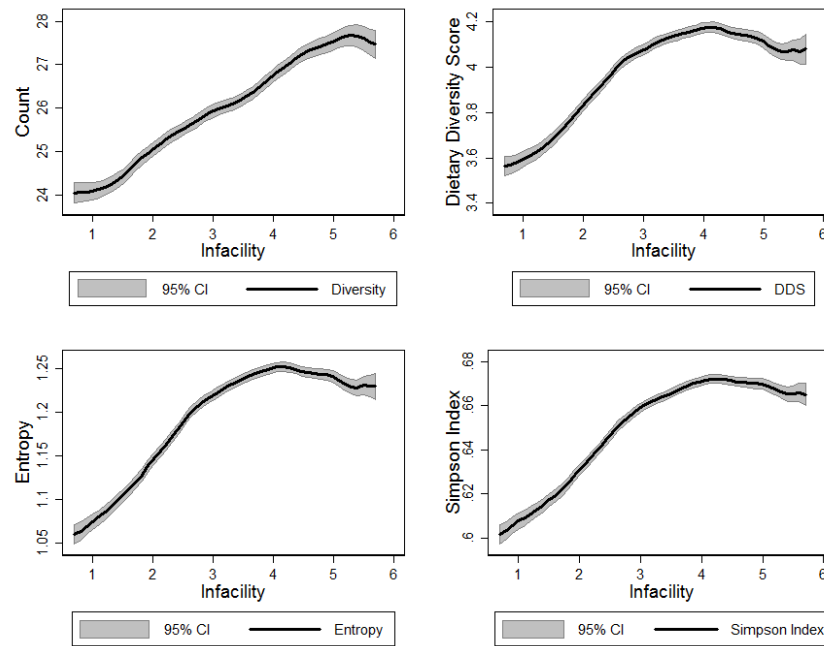 28
27
26
25
24
Count
1 2 3 4 5 6
Infacility
95% CI Diversity
4.2
4
3.8
3.6
3.4
Dietary Diversity Score
1 2 3 4 5 6
Infacility
95% CI DDS
1.25
1.2
1.15
1.1
1.05
Entropy
1 2 3 4 5 6
Infacility
95% CI Entropy
.68
.66
.64
.62
.6
Simpson Index
1 2 3 4 5 6
Infacility
95% CI Simpson Index